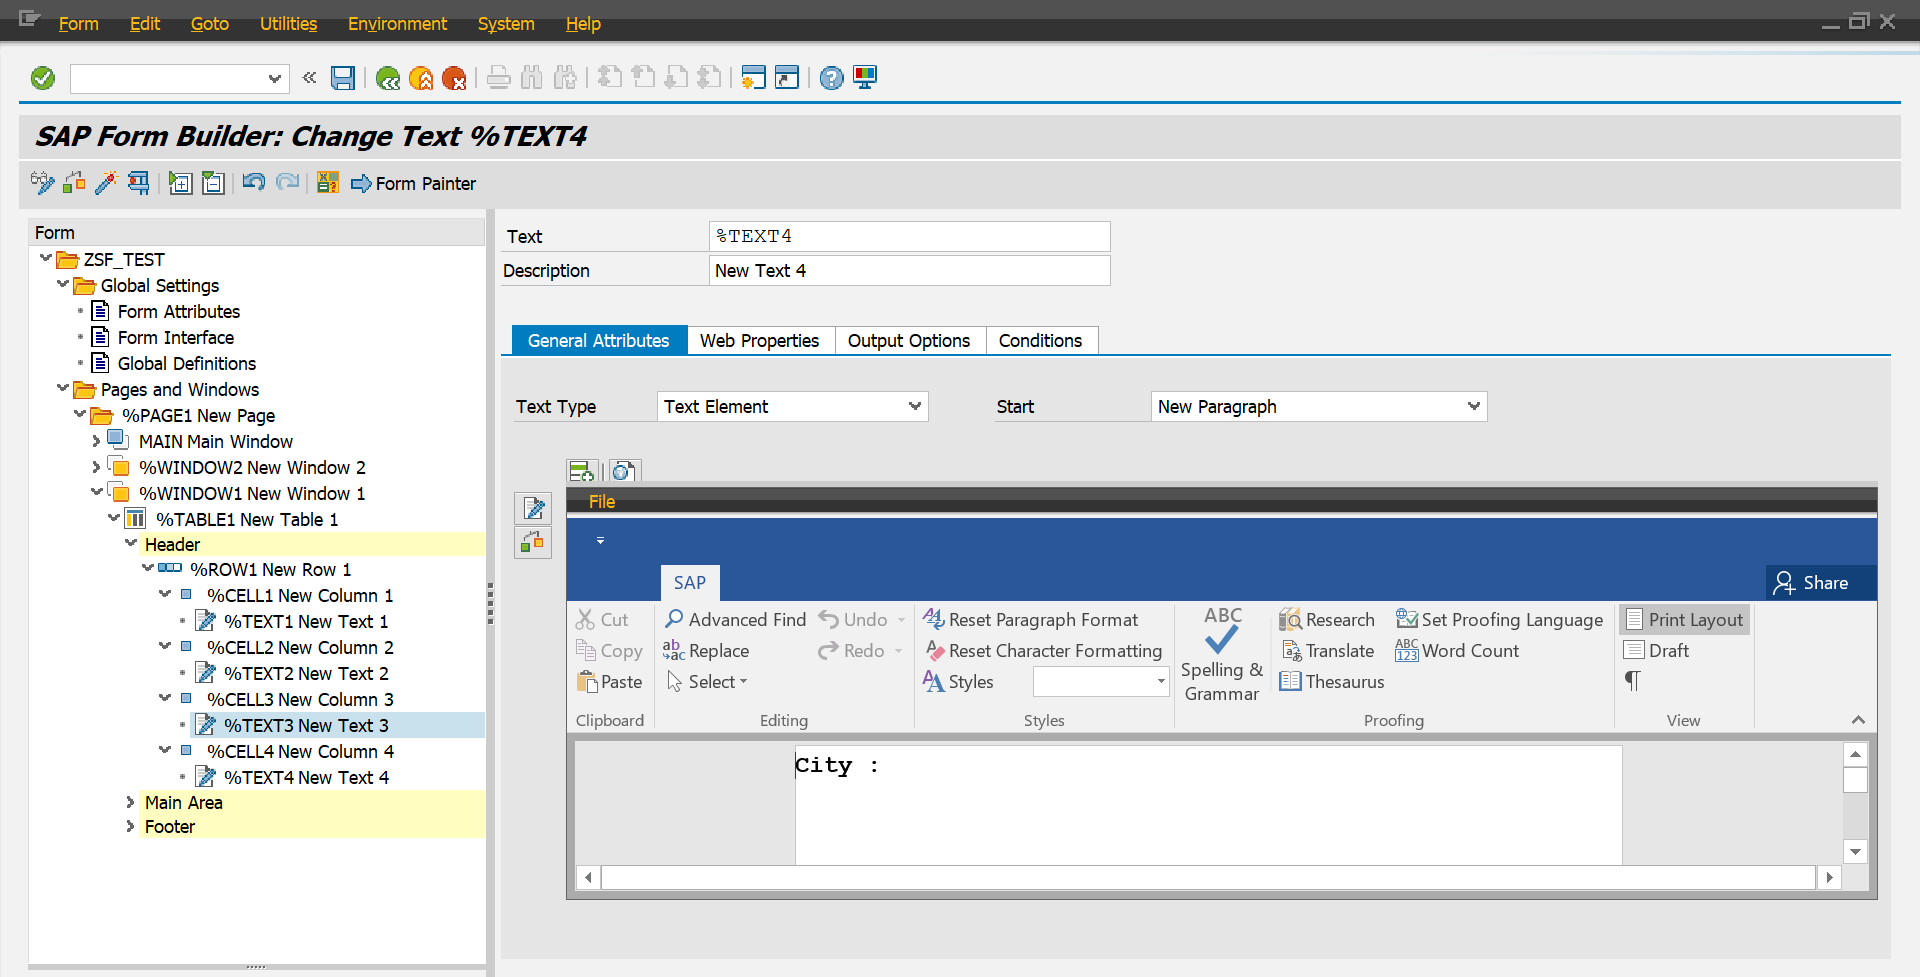 Form Edit Goto Utilities Environment System Help
SAP Form Builder: Change Text %TEXT4
Form Painter
Form
ZSF_TEST
Global Settings
Form Attributes
Form Interface
Global Definitions
Pages and Windows
%PAGE1 New Page
MAIN Main Window
%WINDOW2 New Window 2
%WINDOW1 New Window 1
%TABLE1 New Table 1
Header
%ROW1 New Row 1
%CELL1 New Column 1
%TEXT1 New Text 1
%CELL2 New Column 2
%TEXT2 New Text 2
%CELL3 New Column 3
%TEXT3 New Text 3
%CELL4 New Column 4
%TEXT4 New Text 4
Main Area
Footer
Text %TEXT4
Description New Text 4
General Attributes Web Properties Output Options Conditions
Text Type Text Element Start New Paragraph
File
SAP Share
Cut Advanced Find Undo Reset Paragraph Format ABC Research Set Proofing Language Print Layout
Copy Replace Redo Reset Character Formatting Translate Word Count Draft
Paste Select Styles Spelling & Grammar Thesaurus ¶
Clipboard Editing Styles Proofing View
City :